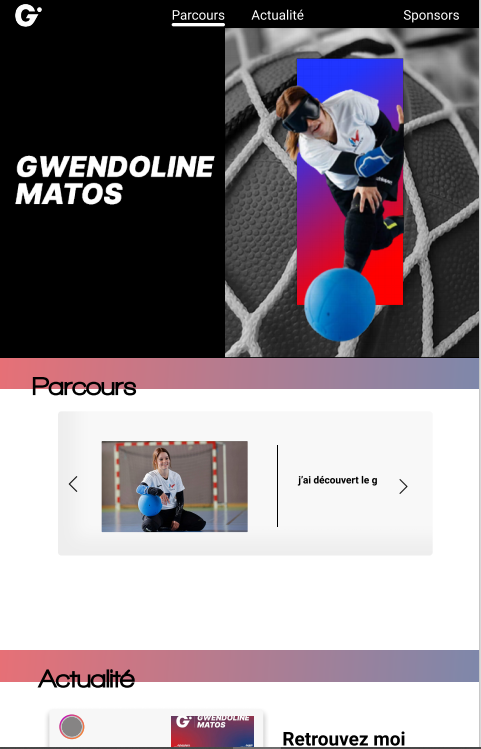 G
Parcours Actualité Sponsors
GWENDOLINE
MATOS
Parcours
j'ai découvert le g
Actualité
GWENDOLINE
MATOS
Retrouvez moi